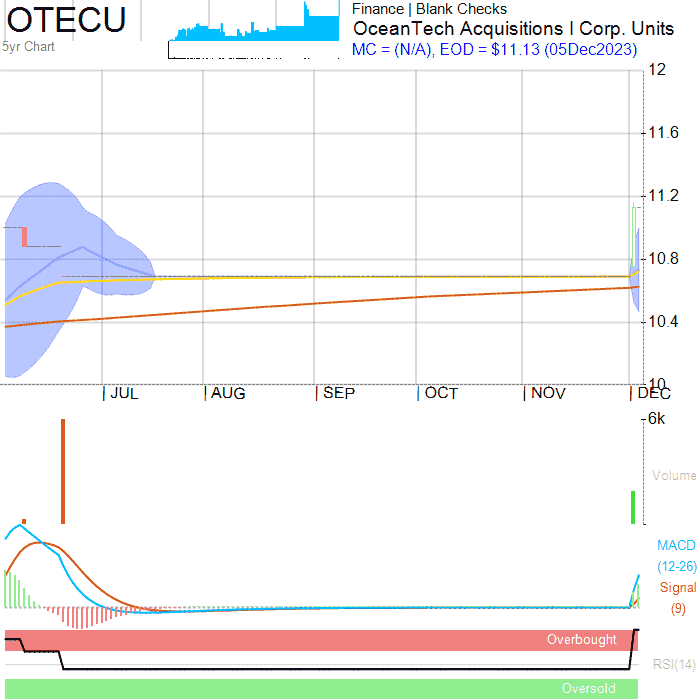 OTECU
5yr Chart
Finance | Blank Checks
OceanTech Acquisitions I Corp. Units
MC = (N/A), EOD = $11.13 (05Dec2023)
12
11.6
11.2
10.8
10.4
10
JUL
AUG
SEP
OCT
NOV
DEC
6k
Volume
MACD
(12-26)
Signal
(9)
Overbought
RSI(14)
Oversold